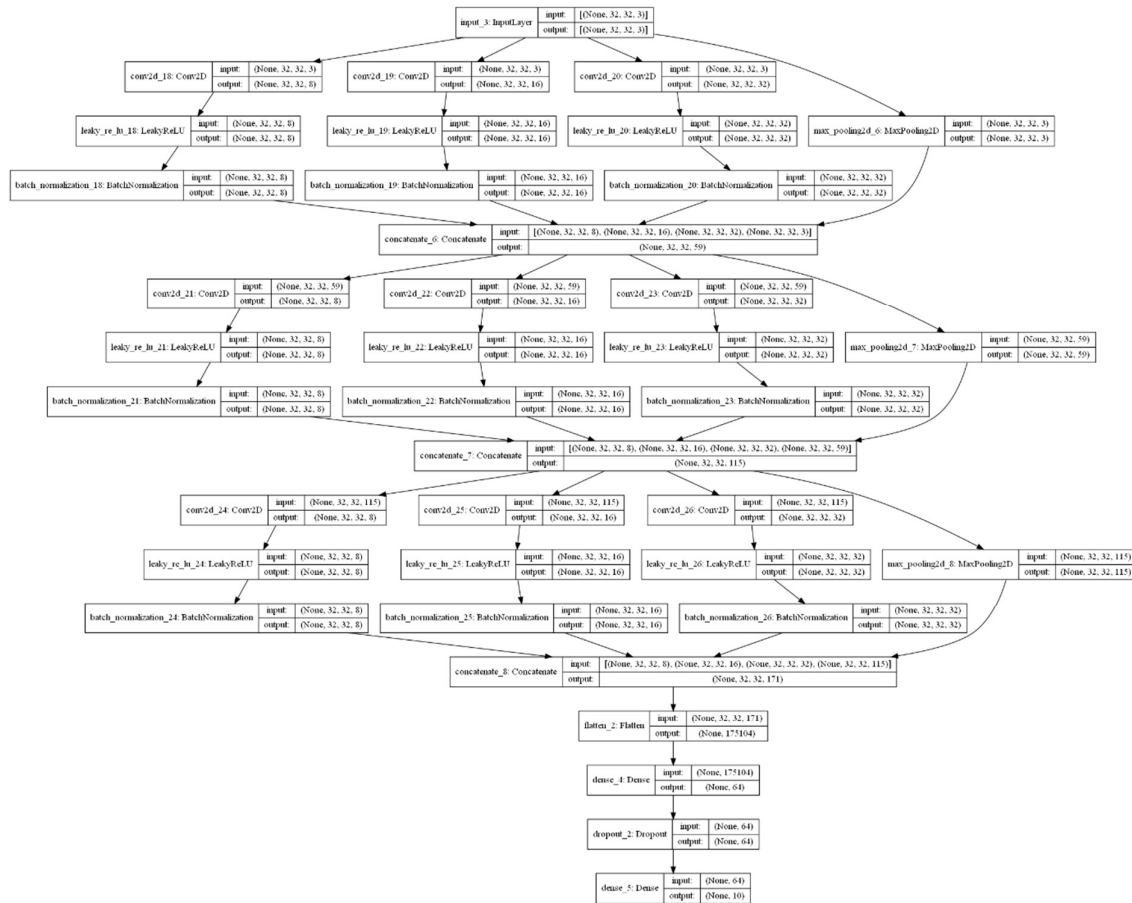 input_3: InputLayer input: [(None, 32, 32, 3)]
output: [(None, 32, 32, 3)]
conv2d_18: Conv2D input: (None, 32, 32, 3)
output: (None, 32, 32, 8)
conv2d_19: Conv2D input: (None, 32, 32, 3)
output: (None, 32, 32, 16)
conv2d_20: Conv2D input: (None, 32, 32, 3)
output: (None, 32, 32, 32)
leaky_re_lu_18: LeakyReLU input: (None, 32, 32, 8)
output: (None, 32, 32, 8)
leaky_re_lu_19: LeakyReLU input: (None, 32, 32, 16)
output: (None, 32, 32, 16)
leaky_re_lu_20: LeakyReLU input: (None, 32, 32, 32)
output: (None, 32, 32, 32)
max_pooling2d_6: MaxPooling2D input: (None, 32, 32, 3)
output: (None, 32, 32, 3)
batch_normalization_18: BatchNormalization input: (None, 32, 32, 8)
output: (None, 32, 32, 8)
batch_normalization_19: BatchNormalization input: (None, 32, 32, 16)
output: (None, 32, 32, 16)
batch_normalization_20: BatchNormalization input: (None, 32, 32, 32)
output: (None, 32, 32, 32)
concatenate_6: Concatenate input: [(None, 32, 32, 8), (None, 32, 32, 16), (None, 32, 32, 32), (None, 32, 32, 3)]
output: (None, 32, 32, 59)
conv2d_21: Conv2D input: (None, 32, 32, 59)
output: (None, 32, 32, 8)
conv2d_22: Conv2D input: (None, 32, 32, 59)
output: (None, 32, 32, 16)
conv2d_23: Conv2D input: (None, 32, 32, 59)
output: (None, 32, 32, 32)
leaky_re_lu_21: LeakyReLU input: (None, 32, 32, 8)
output: (None, 32, 32, 8)
leaky_re_lu_22: LeakyReLU input: (None, 32, 32, 16)
output: (None, 32, 32, 16)
leaky_re_lu_23: LeakyReLU input: (None, 32, 32, 32)
output: (None, 32, 32, 32)
max_pooling2d_7: MaxPooling2D input: (None, 32, 32, 59)
output: (None, 32, 32, 59)
batch_normalization_21: BatchNormalization input: (None, 32, 32, 8)
output: (None, 32, 32, 8)
batch_normalization_22: BatchNormalization input: (None, 32, 32, 16)
output: (None, 32, 32, 16)
batch_normalization_23: BatchNormalization input: (None, 32, 32, 32)
output: (None, 32, 32, 32)
concatenate_7: Concatenate input: [(None, 32, 32, 8), (None, 32, 32, 16), (None, 32, 32, 32), (None, 32, 32, 59)]
output: (None, 32, 32, 115)
conv2d_24: Conv2D input: (None, 32, 32, 115)
output: (None, 32, 32, 8)
conv2d_25: Conv2D input: (None, 32, 32, 115)
output: (None, 32, 32, 16)
conv2d_26: Conv2D input: (None, 32, 32, 115)
output: (None, 32, 32, 32)
leaky_re_lu_24: LeakyReLU input: (None, 32, 32, 8)
output: (None, 32, 32, 8)
leaky_re_lu_25: LeakyReLU input: (None, 32, 32, 16)
output: (None, 32, 32, 16)
leaky_re_lu_26: LeakyReLU input: (None, 32, 32, 32)
output: (None, 32, 32, 32)
max_pooling2d_8: MaxPooling2D input: (None, 32, 32, 115)
output: (None, 32, 32, 115)
batch_normalization_24: BatchNormalization input: (None, 32, 32, 8)
output: (None, 32, 32, 8)
batch_normalization_25: BatchNormalization input: (None, 32, 32, 16)
output: (None, 32, 32, 16)
batch_normalization_26: BatchNormalization input: (None, 32, 32, 32)
output: (None, 32, 32, 32)
concatenate_8: Concatenate input: [(None, 32, 32, 8), (None, 32, 32, 16), (None, 32, 32, 32), (None, 32, 32, 115)]
output: (None, 32, 32, 171)
flatten_2: Flatten input: (None, 32, 32, 171)
output: (None, 175104)
dense_4: Dense input: (None, 175104)
output: (None, 64)
dropout_2: Dropout input: (None, 64)
output: (None, 64)
dense_5: Dense input: (None, 64)
output: (None, 10)